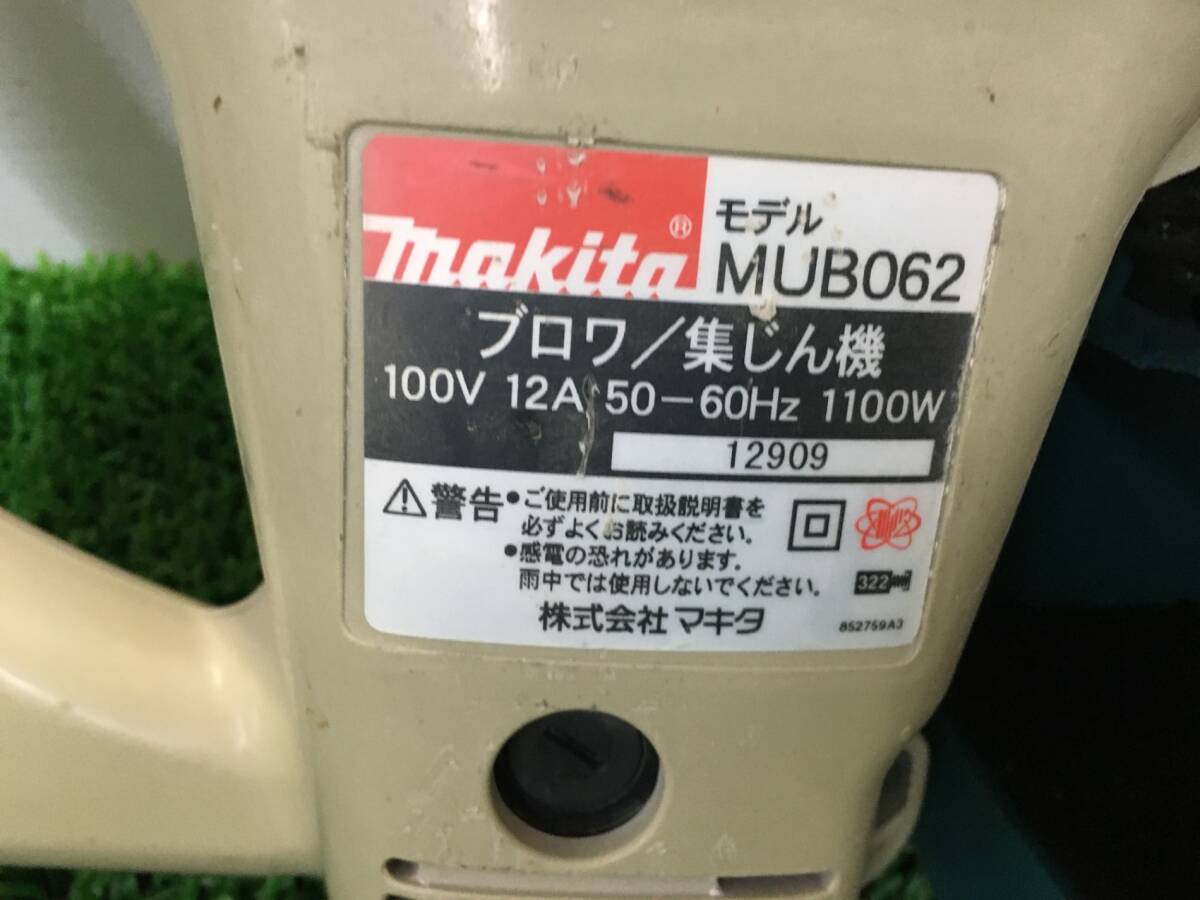 makita®
モデル
MUB062
ブロワ/集じん機
100V 12A 50-60Hz 1100W
12909
警告 •ご使用前に取扱説明書を
必ずよくお読みください。
•感電の恐れがあります。
雨中では使用しないでください。
322
株式会社 マキタ
852759A3